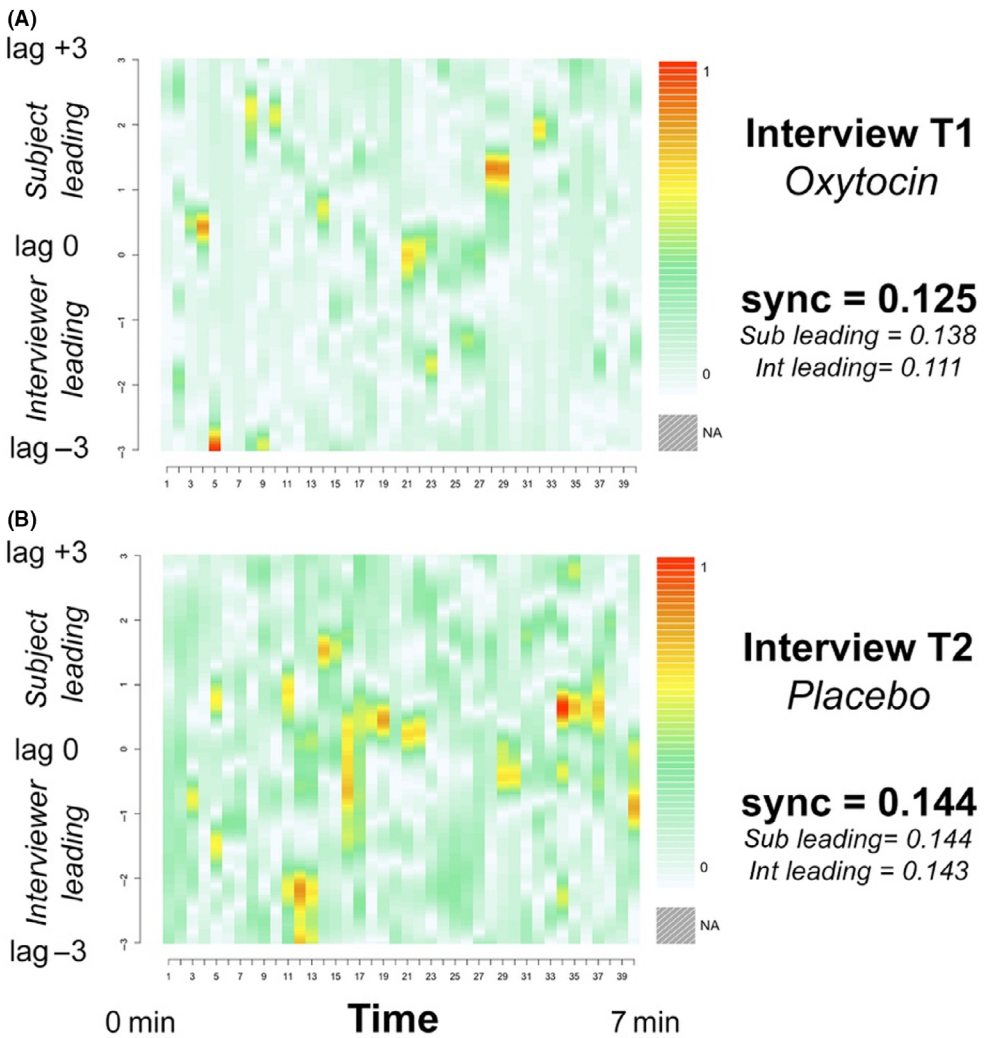 (A)
lag +3
Subject
leading
lag 0
Interviewer
leading
lag –3
3
2
1
0
–1
–2
–3
1 3 5 7 9 11 13 15 17 19 21 23 25 27 29 31 33 35 37 39
1
0
NA
Interview T1
Oxytocin
sync = 0.125
Sub leading = 0.138
Int leading= 0.111
(B)
lag +3
Subject
leading
lag 0
Interviewer
leading
lag –3
3
2
1
0
–1
–2
–3
1 3 5 7 9 11 13 15 17 19 21 23 25 27 29 31 33 35 37 39
1
0
NA
Interview T2
Placebo
sync = 0.144
Sub leading= 0.144
Int leading = 0.143
0 min Time 7 min